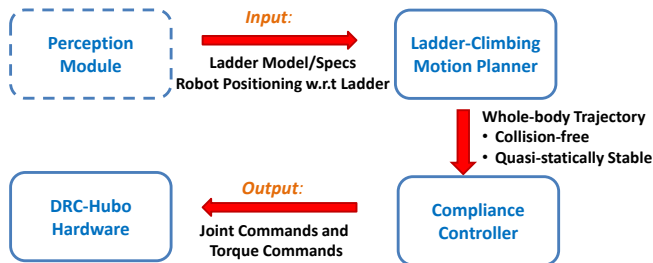 Perception
Module
Input:
Ladder Model/Specs
Robot Positioning w.r.t Ladder
Ladder-Climbing
Motion Planner
Whole-body Trajectory
• Collision-free
• Quasi-statically Stable
Compliance
Controller
Output:
Joint Commands and
Torque Commands
DRC-Hubo
Hardware